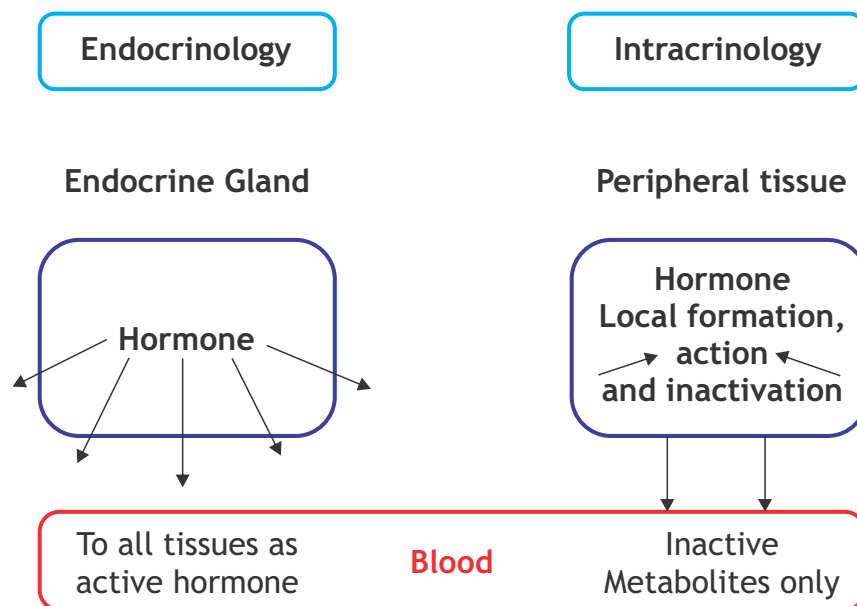 Endocrinology
Intracrinology
Endocrine Gland
Peripheral tissue
Hormone
Hormone
Local formation,
action
and inactivation
To all tissues as
active hormone
Blood
Inactive
Metabolites only